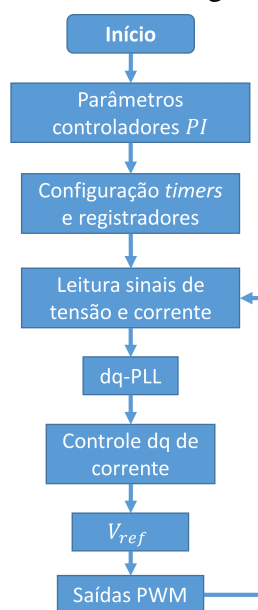 Início
Parâmetros
controladores PI
Configuração timers
e registradores
Leitura sinais de
tensão e corrente
dq-PLL
Controle dq de
corrente
V_ref
Saídas PWM